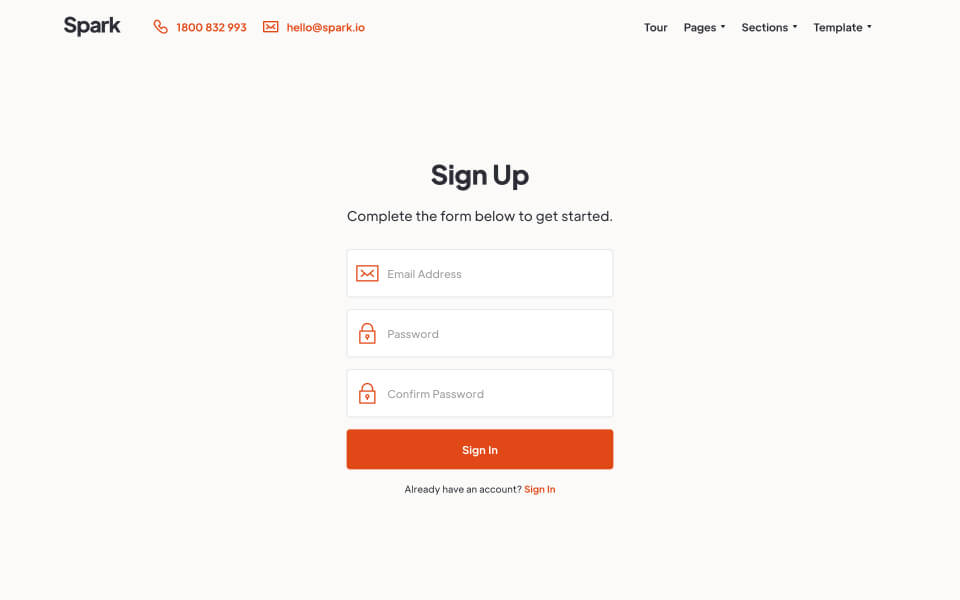 Spark 1800 832 993 hello@spark.io Tour Pages Sections Template
Sign Up
Complete the form below to get started.
Email Address
Password
Confirm Password
Sign In
Already have an account? Sign In